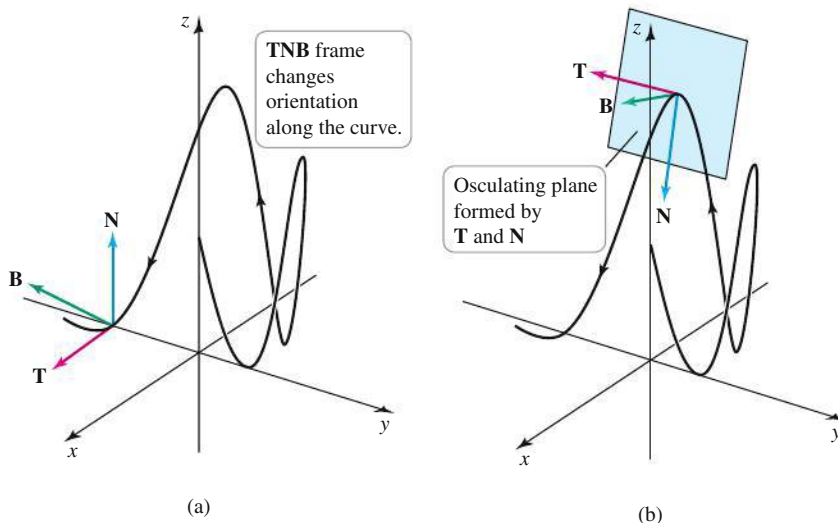 z
TNB frame
changes
orientation
along the curve.
N
B
T
x
y
(a)
z
T
B
Osculating plane
formed by
T and N
N
x
y
(b)